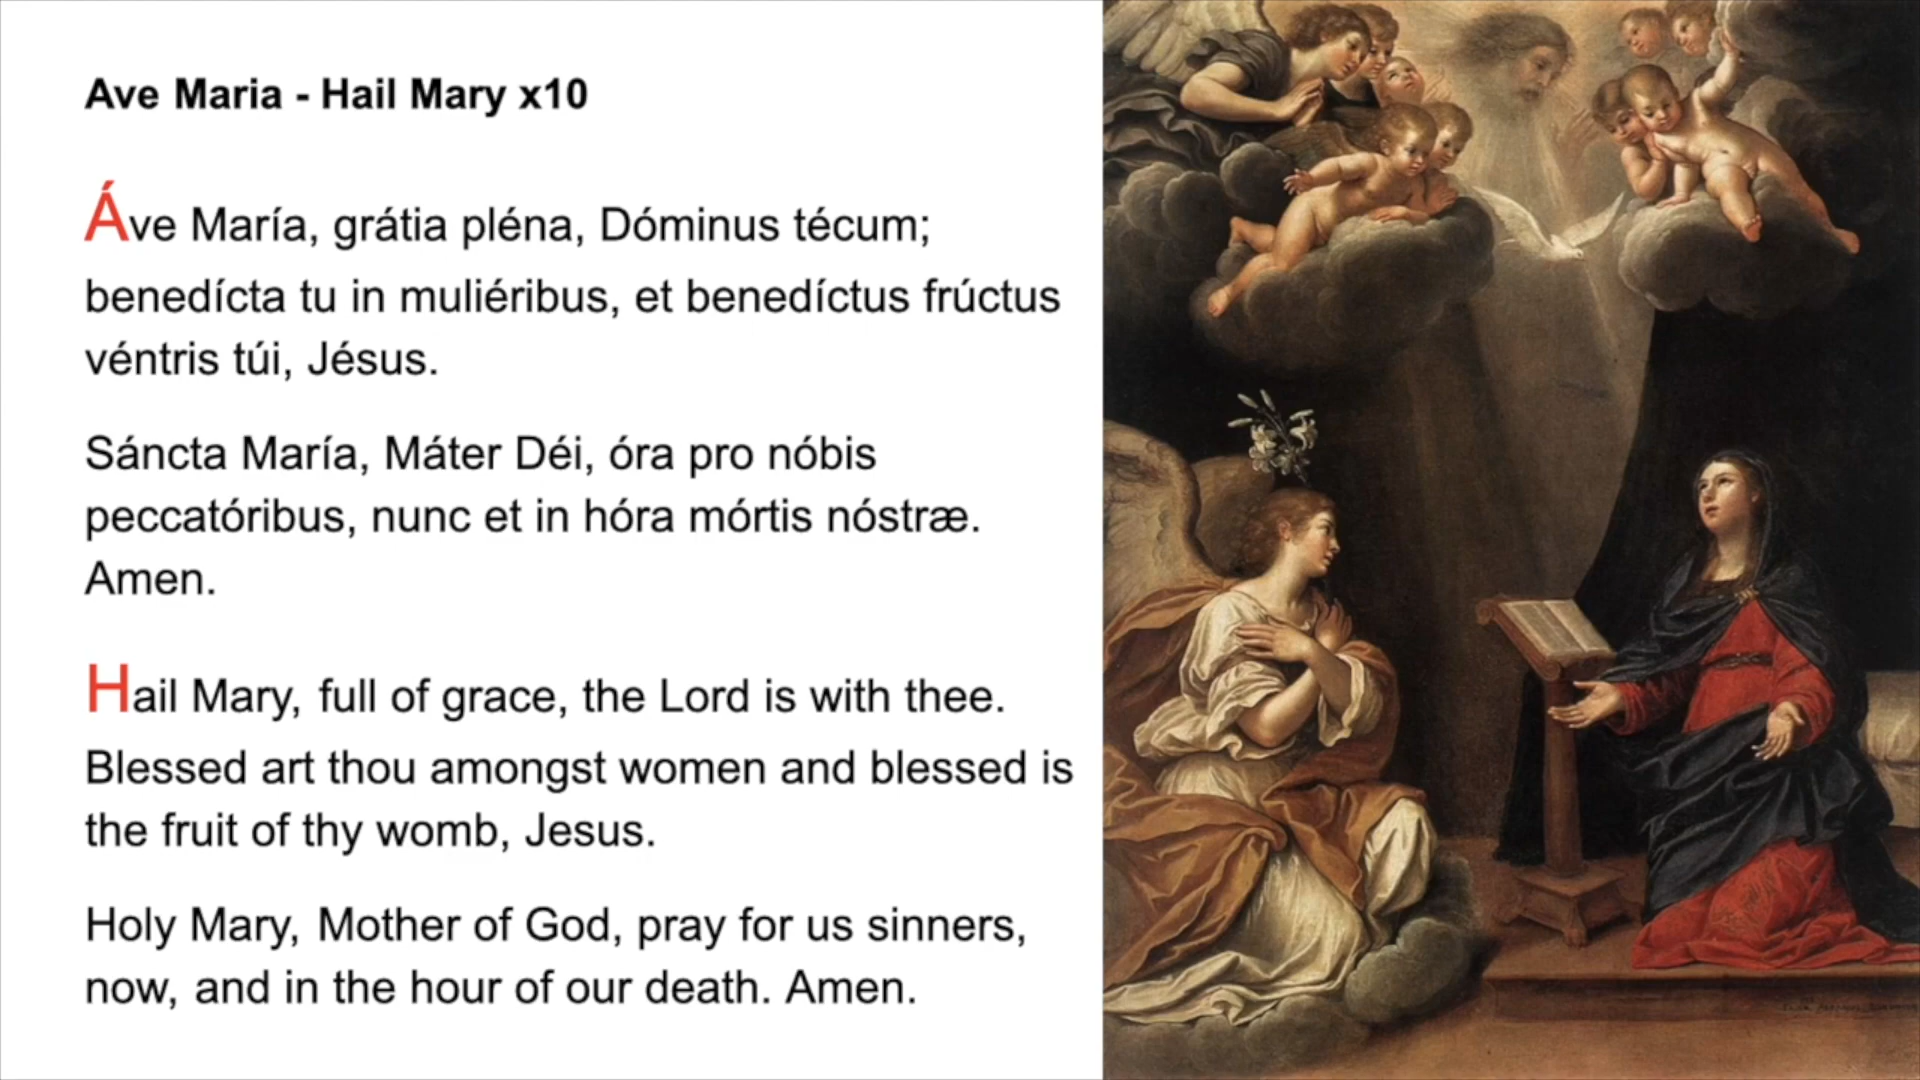 Ave Maria - Hail Mary x10
Áve María, grátia pléna, Dóminus técum;
benedícta tu in muliéribus, et benedíctus frúctus
véntris túi, Jésus.
Sáncta María, Máter Déi, óra pro nóbis
peccatóribus, nunc et in hóra mórtis nóstræ.
Amen.
Hail Mary, full of grace, the Lord is with thee.
Blessed art thou amongst women and blessed is
the fruit of thy womb, Jesus.
Holy Mary, Mother of God, pray for us sinners,
now, and in the hour of our death. Amen.